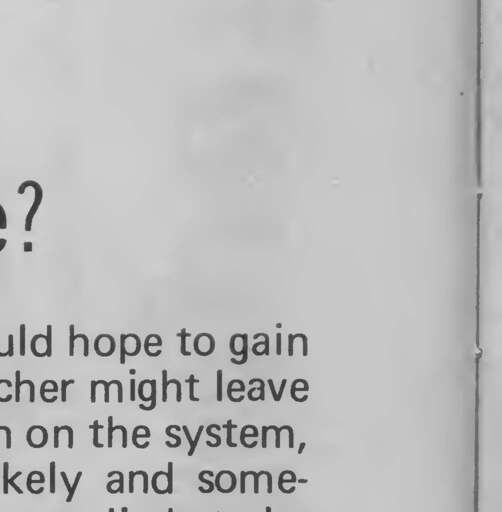 e?
uld hope to gain
cher might leave
n on the system,
kely and some-